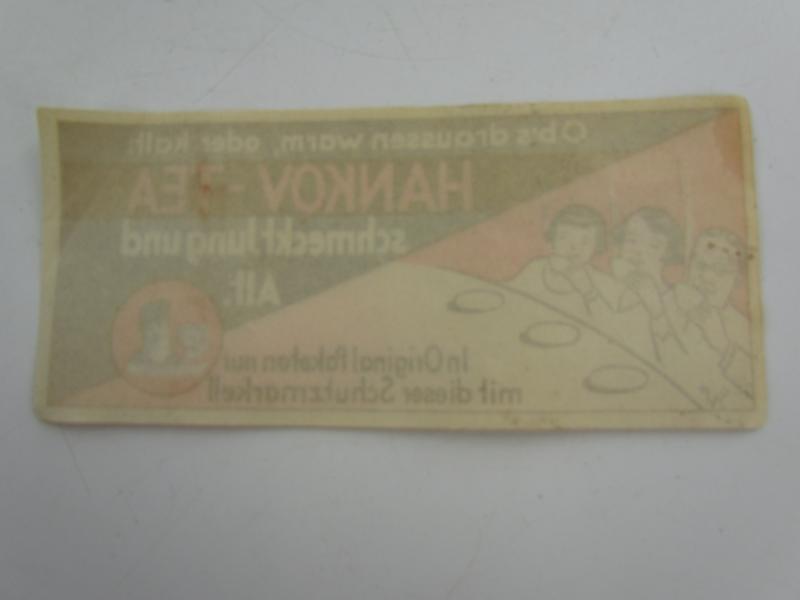 Ob's draussen warm, oder kalt:
HANKOV-TEA
schmeckt Jung und
Alt.
In Original Paketen nur
mit dieser Schutzmarke!!